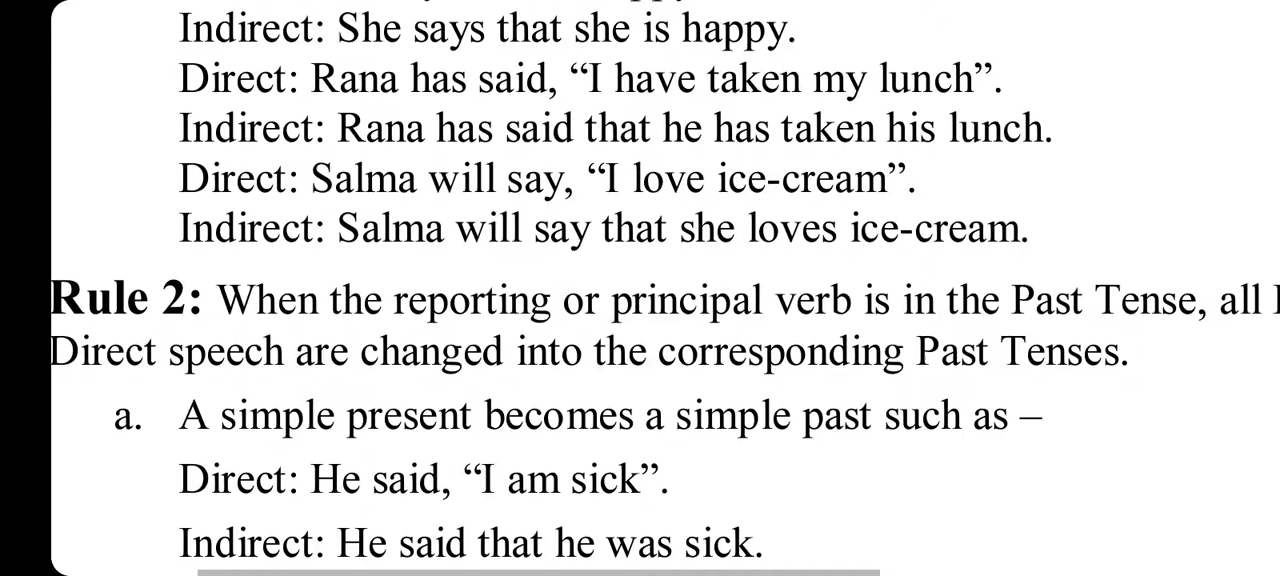 Indirect: She says that she is happy.
Direct: Rana has said, “I have taken my lunch”.
Indirect: Rana has said that he has taken his lunch.
Direct: Salma will say, “I love ice-cream”.
Indirect: Salma will say that she loves ice-cream.
Rule 2: When the reporting or principal verb is in the Past Tense, all
Direct speech are changed into the corresponding Past Tenses.
a. A simple present becomes a simple past such as –
Direct: He said, “I am sick”.
Indirect: He said that he was sick.